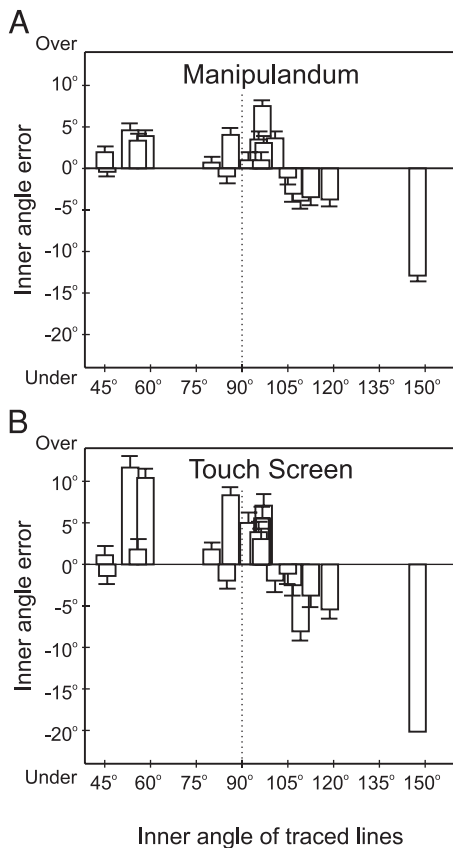 A
Over
Manipulandum
10°
5°
0°
-5°
-10°
-15°
-20°
Under
Inner angle error
45° 60° 75° 90° 105° 120° 135° 150°
B
Over
Touch Screen
10°
5°
0°
-5°
-10°
-15°
-20°
Under
Inner angle error
45° 60° 75° 90° 105° 120° 135° 150°
Inner angle of traced lines